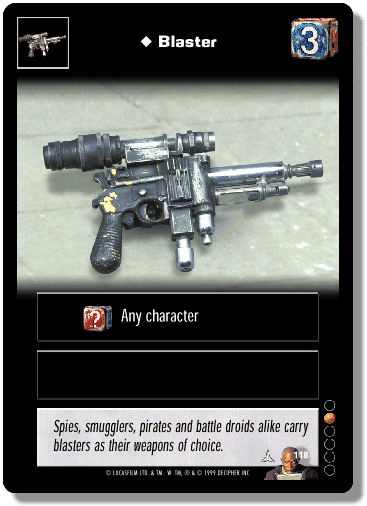 ◆ Blaster
3
? Any character
Spies, smugglers, pirates and battle droids alike carry
blasters as their weapons of choice.
118
© LUCASFILM LTD. & TM. W TM, ® & © 1999 DECIPHER INC